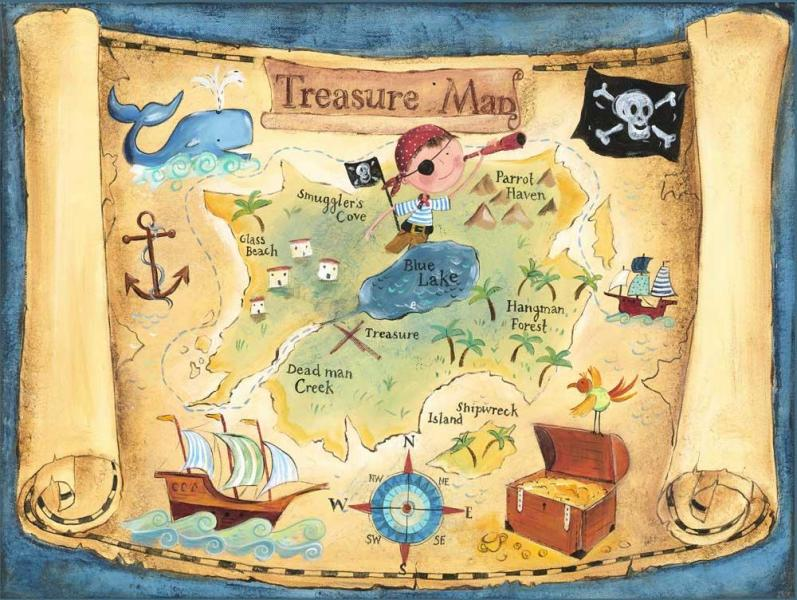 Treasure Map
Smuggler's
Cove
Parrot
Haven
Glass
Beach
Blue
Lake
Hangman
Forest
Treasure
Dead man
Creek
Shipwreck
Island
N
NW
NE
W
E
SW
SE
S